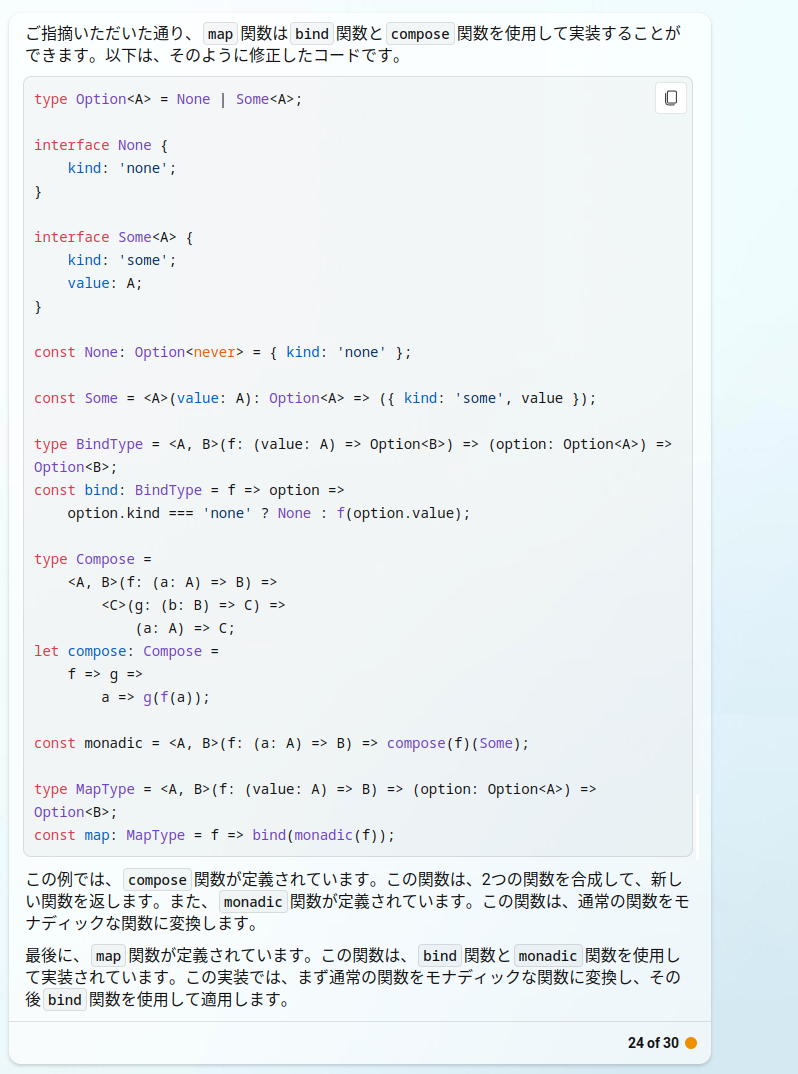 ご指摘いただいた通り、 map 関数は bind 関数と compose 関数を使用して実装することが
できます。以下は、そのように修正したコードです。
type Option<A> = None | Some<A>;

interface None {
    kind: 'none';
}

interface Some<A> {
    kind: 'some';
    value: A;
}

const None: Option<never> = { kind: 'none' };

const Some = <A>(value: A): Option<A> => ({ kind: 'some', value });

type BindType = <A, B>(f: (value: A) => Option<B>) => (option: Option<A>) =>
Option<B>;
const bind: BindType = f => option =>
    option.kind === 'none' ? None : f(option.value);

type Compose =
    <A, B>(f: (a: A) => B) =>
        <C>(g: (b: B) => C) =>
            (a: A) => C;
let compose: Compose =
    f => g =>
        a => g(f(a));

const monadic = <A, B>(f: (a: A) => B) => compose(f)(Some);

type MapType = <A, B>(f: (value: A) => B) => (option: Option<A>) =>
Option<B>;
const map: MapType = f => bind(monadic(f));
この例では、 compose 関数が定義されています。この関数は、2つの関数を合成して、新し
い関数を返します。また、 monadic 関数が定義されています。この関数は、通常の関数をモ
ナディックな関数に変換します。
最後に、 map 関数が定義されています。この関数は、 bind 関数と monadic 関数を使用し
て実装されています。この実装では、まず通常の関数をモナディックな関数に変換し、その
後 bind 関数を使用して適用します。
24 of 30